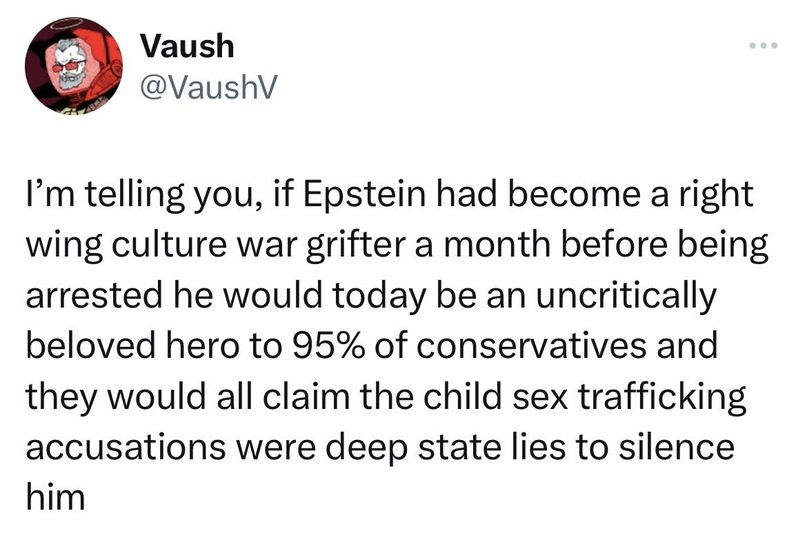 Vaush
@VaushV
I’m telling you, if Epstein had become a right
wing culture war grifter a month before being
arrested he would today be an uncritically
beloved hero to 95% of conservatives and
they would all claim the child sex trafficking
accusations were deep state lies to silence
him